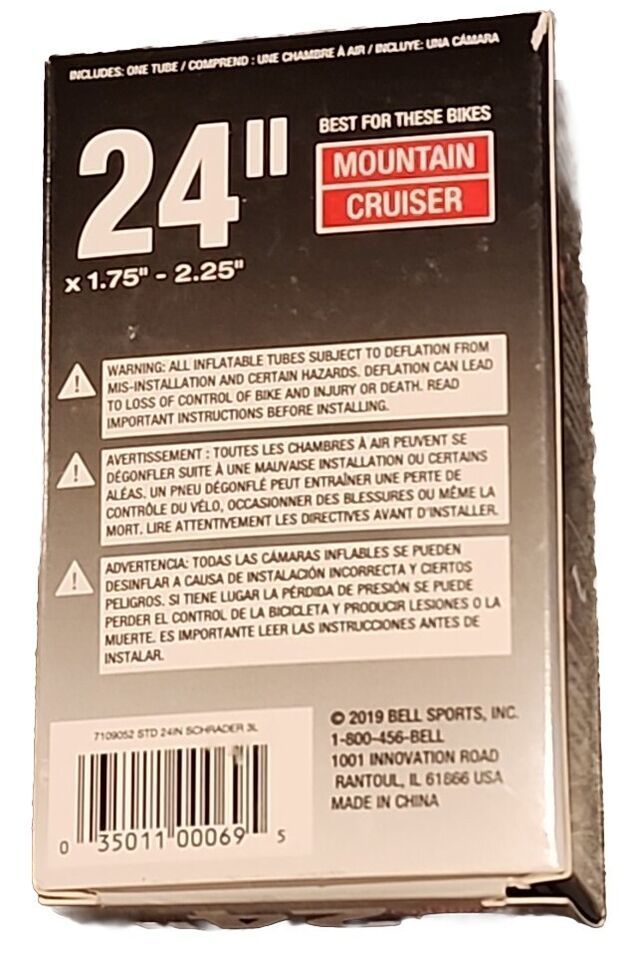 INCLUDES: ONE TUBE / COMPREND : UNE CHAMBRE À AIR / INCLUYE: UNA CÁMARA
24"
x 1.75" - 2.25"
BEST FOR THESE BIKES
MOUNTAIN
CRUISER
WARNING: ALL INFLATABLE TUBES SUBJECT TO DEFLATION FROM
MIS-INSTALLATION AND CERTAIN HAZARDS. DEFLATION CAN LEAD
TO LOSS OF CONTROL OF BIKE AND INJURY OR DEATH. READ
IMPORTANT INSTRUCTIONS BEFORE INSTALLING.
AVERTISSEMENT : TOUTES LES CHAMBRES À AIR PEUVENT SE
DÉGONFLER SUITE À UNE MAUVAISE INSTALLATION OU CERTAINS
ALÉAS. UN PNEU DÉGONFLÉ PEUT ENTRAÎNER UNE PERTE DE
CONTRÔLE DU VÉLO, OCCASIONNER DES BLESSURES OU MÊME LA
MORT. LIRE ATTENTIVEMENT LES DIRECTIVES AVANT D'INSTALLER.
ADVERTENCIA: TODAS LAS CÁMARAS INFLABLES SE PUEDEN
DESINFLAR A CAUSA DE INSTALACIÓN INCORRECTA Y CIERTOS
PELIGROS. SI TIENE LUGAR LA PÉRDIDA DE PRESIÓN SE PUEDE
PERDER EL CONTROL DE LA BICICLETA Y PRODUCIR LESIONES O LA
MUERTE. ES IMPORTANTE LEER LAS INSTRUCCIONES ANTES DE
INSTALAR.
7109052 STD 24IN SCHRADER 3L
0 35011 00069 5
© 2019 BELL SPORTS, INC.
1-800-456-BELL
1001 INNOVATION ROAD
RANTOUL, IL 61866 USA
MADE IN CHINA